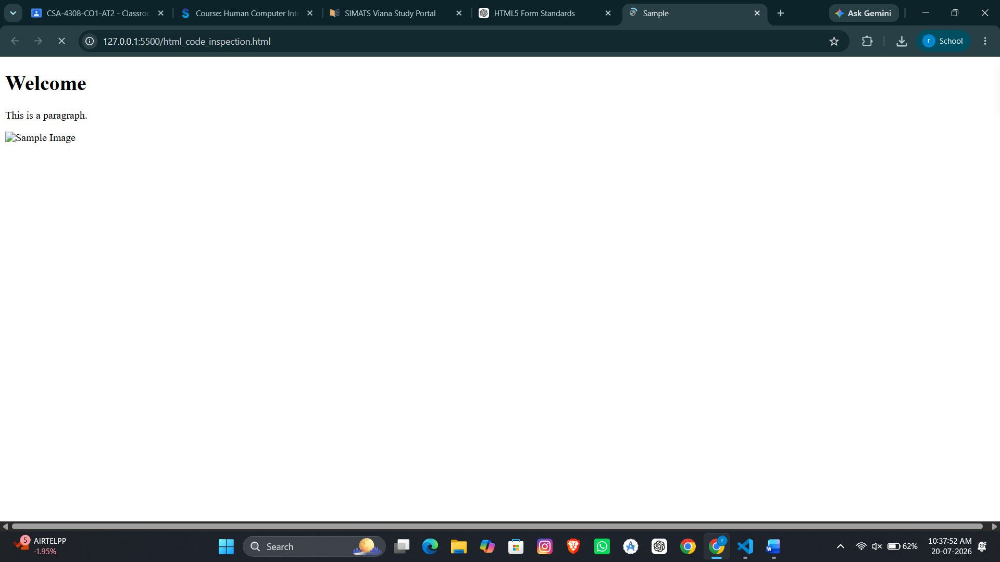 CSA-4308-CO1-AT2 - Classroo
Course: Human Computer Inte
SIMATS Viana Study Portal
HTML5 Form Standards
Sample
Ask Gemini
127.0.0.1:5500/html_code_inspection.html
r
School
Welcome
This is a paragraph.
Sample Image
5
AIRTELPP
-1.95%
Search
r
62%
10:37:52 AM
20-07-2026